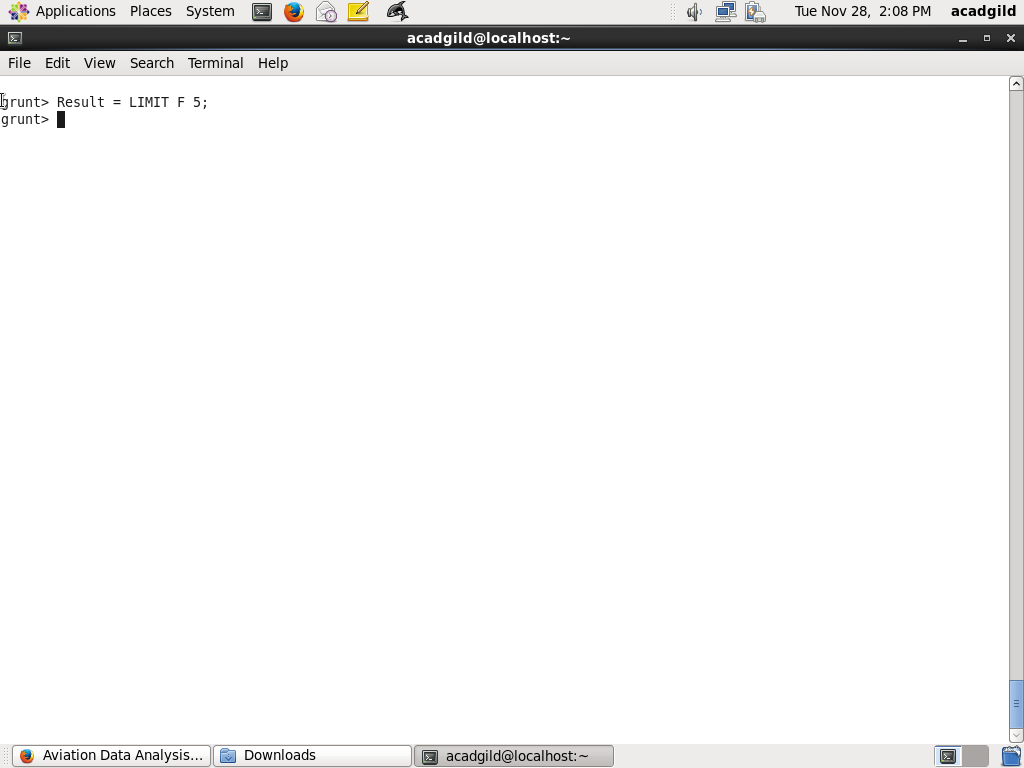 Applications Places System Tue Nov 28, 2:08 PM acadgild
acadgild@localhost:~
File Edit View Search Terminal Help
grunt> Result = LIMIT F 5;
grunt>
Aviation Data Analysis... Downloads acadgild@localhost:~